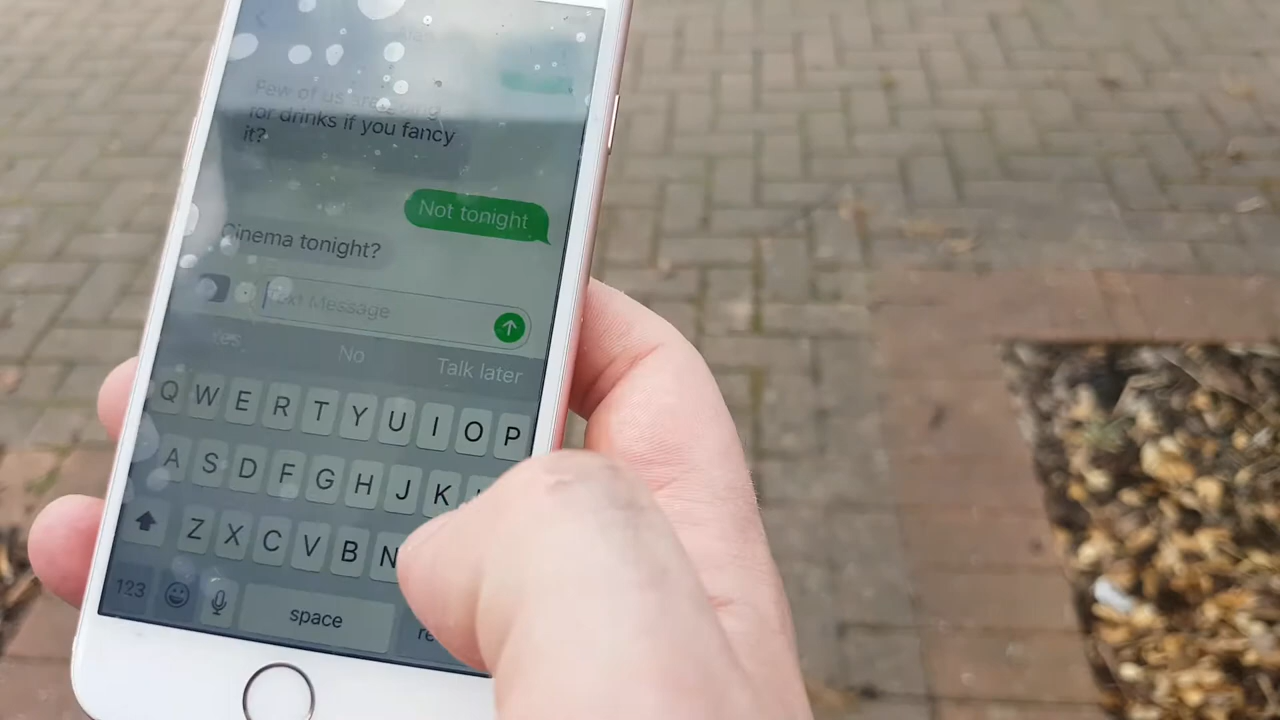 Few of us are
for drinks if you fancy
it?
Not tonight
Cinema tonight?
Text Message
Yes No Talk later
Q W E R T Y U I O P
A S D F G H J K
Z X C V B N
123 space